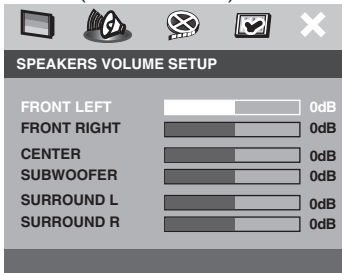 SPEAKERS VOLUME SETUP
FRONT LEFT 0dB
FRONT RIGHT 0dB
CENTER 0dB
SUBWOOFER 0dB
SURROUND L 0dB
SURROUND R 0dB